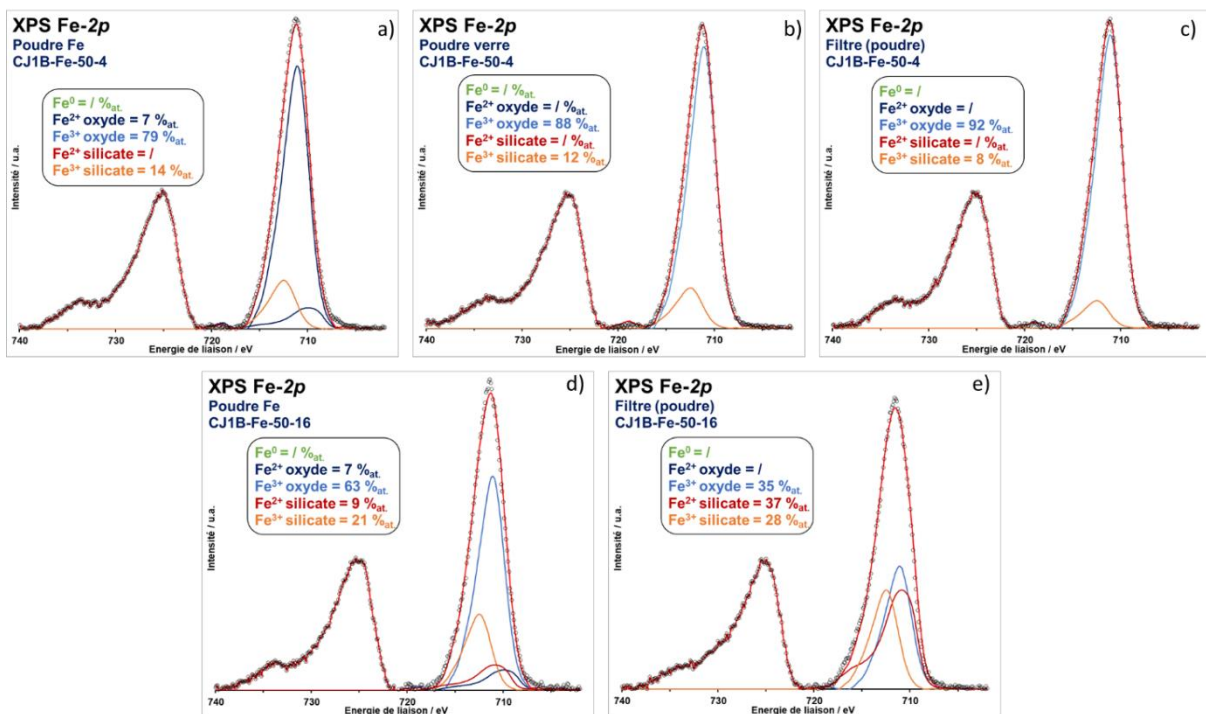 XPS Fe-2p
a)
Poudre Fe
CJ1B-Fe-50-4
Fe⁰ = / %at.
Fe²⁺ oxyde = 7 %at.
Fe³⁺ oxyde = 79 %at.
Fe²⁺ silicate = /
Fe³⁺ silicate = 14 %at.
Intensité / u.a.
740 730 720 710
Energie de liaison / eV
XPS Fe-2p
b)
Poudre verre
CJ1B-Fe-50-4
Fe⁰ = / %at.
Fe²⁺ oxyde = / %at.
Fe³⁺ oxyde = 88 %at.
Fe²⁺ silicate = / %at.
Fe³⁺ silicate = 12 %at
Intensité / u.a.
740 730 720 710
Energie de liaison / eV
XPS Fe-2p
c)
Filtre (poudre)
CJ1B-Fe-50-4
Fe⁰ = /
Fe²⁺ oxyde = /
Fe³⁺ oxyde = 92 %at.
Fe²⁺ silicate = / %at.
Fe³⁺ silicate = 8 %at.
Intensité / u.a.
740 730 720 710
Energie de liaison / eV
XPS Fe-2p
d)
Poudre Fe
CJ1B-Fe-50-16
Fe⁰ = / %at.
Fe²⁺ oxyde = 7 %at.
Fe³⁺ oxyde = 63 %at.
Fe²⁺ silicate = 9 %at.
Fe³⁺ silicate = 21 %at.
Intensité / u.a.
740 730 720 710
Energie de liaison / eV
XPS Fe-2p
e)
Filtre (poudre)
CJ1B-Fe-50-16
Fe⁰ = /
Fe²⁺ oxyde = /
Fe³⁺ oxyde = 35 %at.
Fe²⁺ silicate = 37 %at.
Fe³⁺ silicate = 28 %at.
Intensité / u.a.
740 730 720 710
Energie de liaison / eV